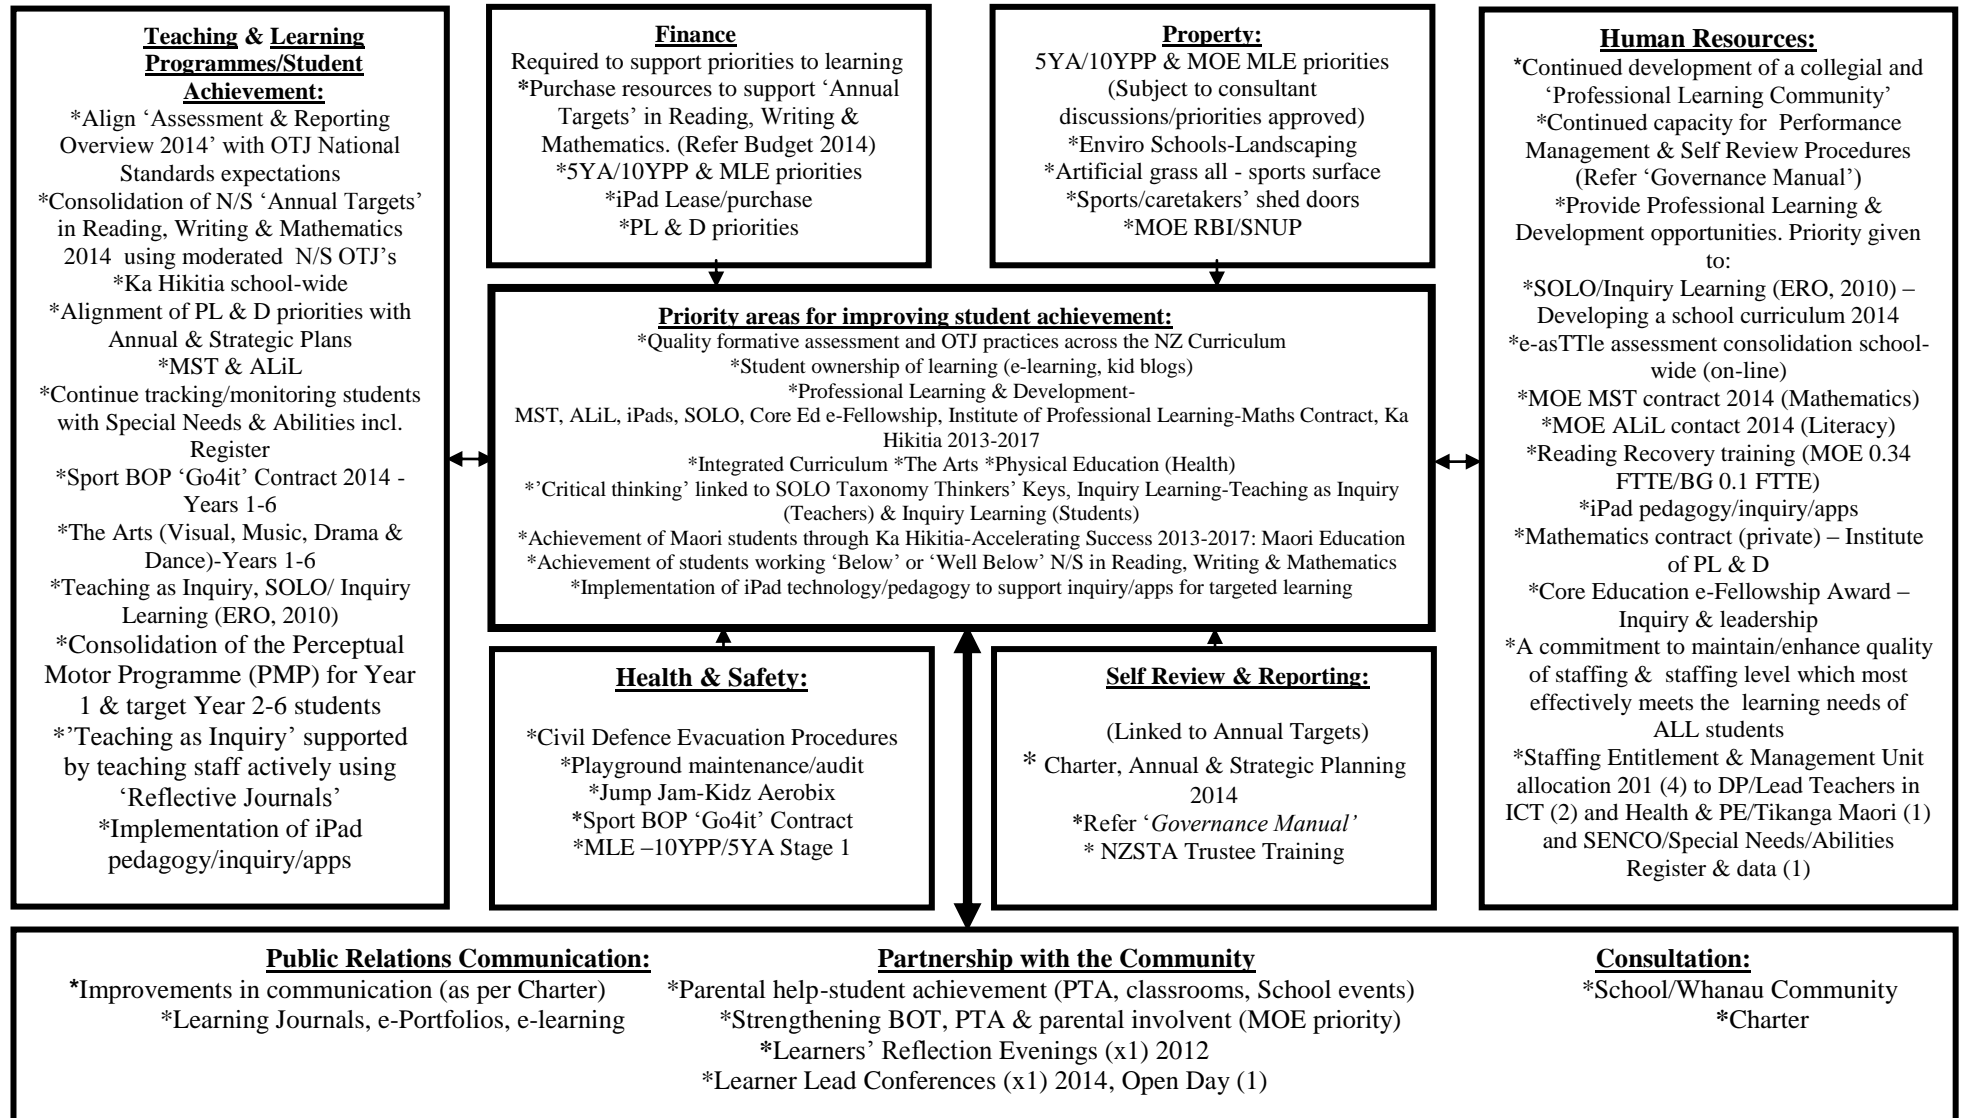 Teaching & Learning
Programmes/Student
Achievement:
*Align ‘Assessment & Reporting
Overview 2014’ with OTJ National
Standards expectations
*Consolidation of N/S ‘Annual Targets’
in Reading, Writing & Mathematics
2014 using moderated N/S OTJ’s
*Ka Hikitia school-wide
*Alignment of PL & D priorities with
Annual & Strategic Plans
*MST & ALiL
*Continue tracking/monitoring students
with Special Needs & Abilities incl.
Register
*Sport BOP ‘Go4it’ Contract 2014 -
Years 1-6
*The Arts (Visual, Music, Drama &
Dance)-Years 1-6
*Teaching as Inquiry, SOLO/ Inquiry
Learning (ERO, 2010)
*Consolidation of the Perceptual
Motor Programme (PMP) for Year
1 & target Year 2-6 students
*’Teaching as Inquiry’ supported
by teaching staff actively using
‘Reflective Journals’
*Implementation of iPad
pedagogy/inquiry/apps
Finance
Required to support priorities to learning
*Purchase resources to support ‘Annual
Targets’ in Reading, Writing &
Mathematics. (Refer Budget 2014)
*5YA/10YPP & MLE priorities
*iPad Lease/purchase
*PL & D priorities
Property:
5YA/10YPP & MOE MLE priorities
(Subject to consultant
discussions/priorities approved)
*Enviro Schools-Landscaping
*Artificial grass all - sports surface
*Sports/caretakers’ shed doors
*MOE RBI/SNUP
Human Resources:
*Continued development of a collegial and
‘Professional Learning Community’
*Continued capacity for Performance
Management & Self Review Procedures
(Refer ‘Governance Manual’)
*Provide Professional Learning &
Development opportunities. Priority given
to:
*SOLO/Inquiry Learning (ERO, 2010) –
Developing a school curriculum 2014
*e-asTTle assessment consolidation school-
wide (on-line)
*MOE MST contract 2014 (Mathematics)
*MOE ALiL contact 2014 (Literacy)
*Reading Recovery training (MOE 0.34
FTTE/BG 0.1 FTTE)
*iPad pedagogy/inquiry/apps
*Mathematics contract (private) – Institute
of PL & D
*Core Education e-Fellowship Award –
Inquiry & leadership
*A commitment to maintain/enhance quality
of staffing & staffing level which most
effectively meets the learning needs of
ALL students
*Staffing Entitlement & Management Unit
allocation 201 (4) to DP/Lead Teachers in
ICT (2) and Health & PE/Tikanga Maori (1)
and SENCO/Special Needs/Abilities
Register & data (1)
Priority areas for improving student achievement:
*Quality formative assessment and OTJ practices across the NZ Curriculum
*Student ownership of learning (e-learning, kid blogs)
*Professional Learning & Development-
MST, ALiL, iPads, SOLO, Core Ed e-Fellowship, Institute of Professional Learning-Maths Contract, Ka
Hikitia 2013-2017
*Integrated Curriculum *The Arts *Physical Education (Health)
*’Critical thinking’ linked to SOLO Taxonomy Thinkers’ Keys, Inquiry Learning-Teaching as Inquiry
(Teachers) & Inquiry Learning (Students)
*Achievement of Maori students through Ka Hikitia-Accelerating Success 2013-2017: Maori Education
*Achievement of students working ‘Below’ or ‘Well Below’ N/S in Reading, Writing & Mathematics
*Implementation of iPad technology/pedagogy to support inquiry/apps for targeted learning
Health & Safety:
*Civil Defence Evacuation Procedures
*Playground maintenance/audit
*Jump Jam-Kidz Aerobix
*Sport BOP ‘Go4it’ Contract
*MLE –10YPP/5YA Stage 1
Self Review & Reporting:
(Linked to Annual Targets)
* Charter, Annual & Strategic Planning
2014
*Refer ‘Governance Manual’
* NZSTA Trustee Training
Public Relations Communication:
*Improvements in communication (as per Charter)
*Learning Journals, e-Portfolios, e-learning
Partnership with the Community
*Parental help-student achievement (PTA, classrooms, School events)
*Strengthening BOT, PTA & parental involvent (MOE priority)
*Learners’ Reflection Evenings (x1) 2012
*Learner Lead Conferences (x1) 2014, Open Day (1)
Consultation:
*School/Whanau Community
*Charter